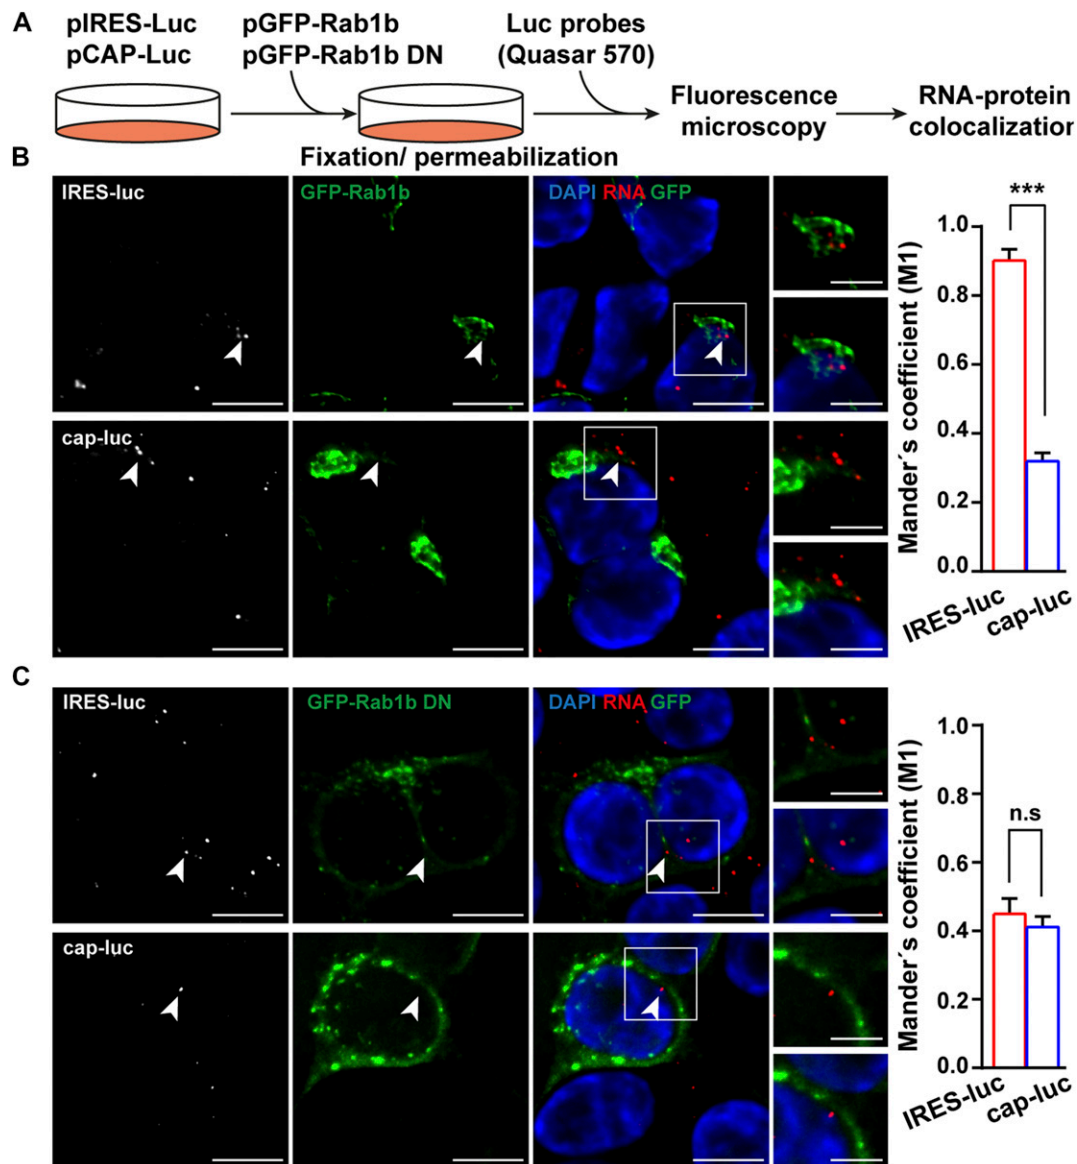 A
pIRES-Luc
pCAP-Luc
pGFP-Rab1b
pGFP-Rab1b DN
Luc probes
(Quasar 570)
Fluorescence
microscopy
RNA-protein
colocalization
Fixation/ permeabilization
B
IRES-luc
GFP-Rab1b
DAPI RNA GFP
cap-luc
***
Mander´s coefficient (M1)
1.0
0.8
0.6
0.4
0.2
0.0
IRES-luc
cap-luc
C
IRES-luc
GFP-Rab1b DN
DAPI RNA GFP
cap-luc
n.s
Mander´s coefficient (M1)
1.0
0.8
0.6
0.4
0.2
0.0
IRES-luc
cap-luc